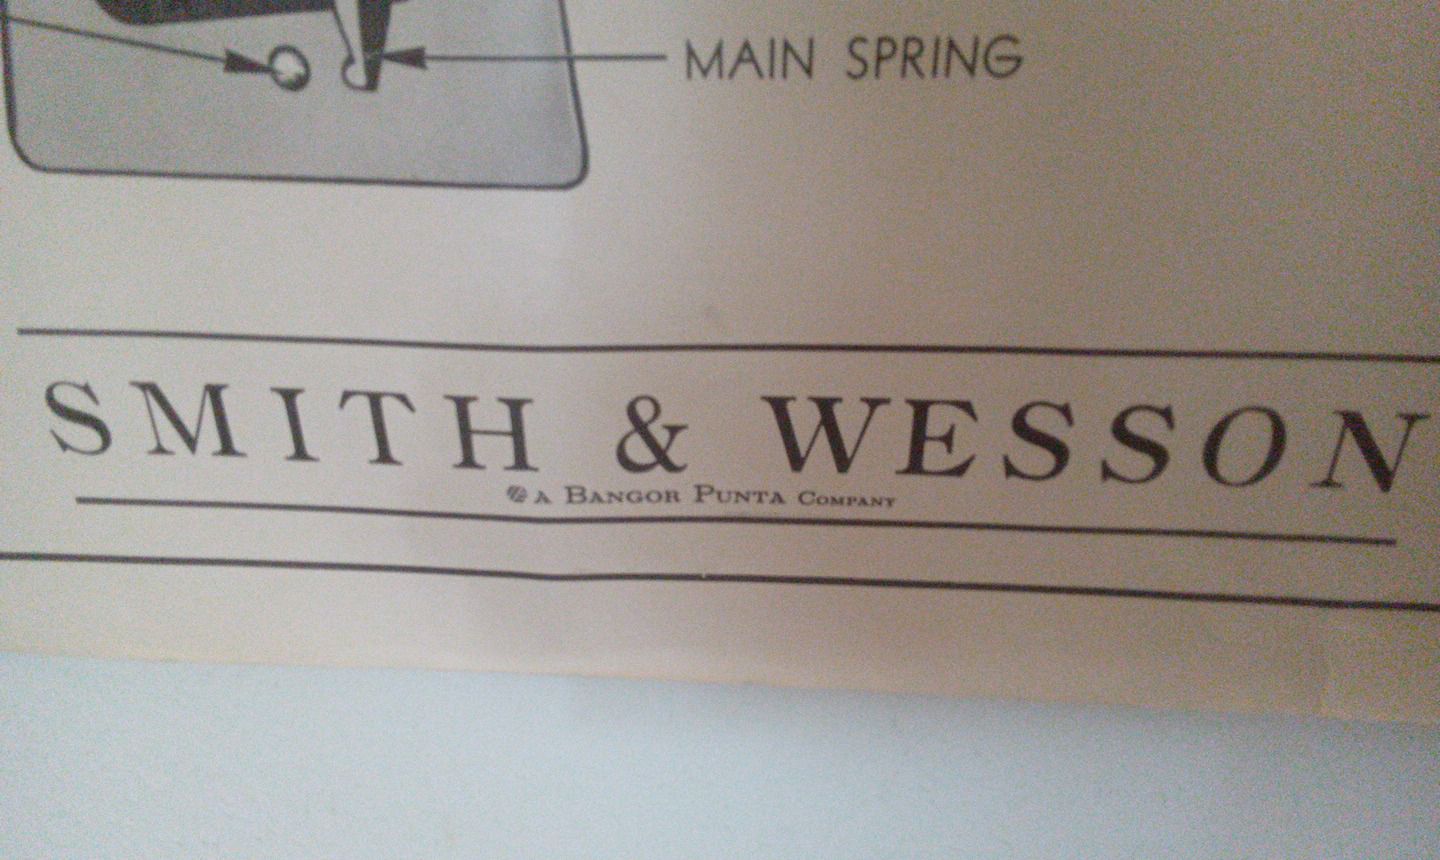 MAIN SPRING
SMITH & WESSON
A BANGOR PUNTA COMPANY